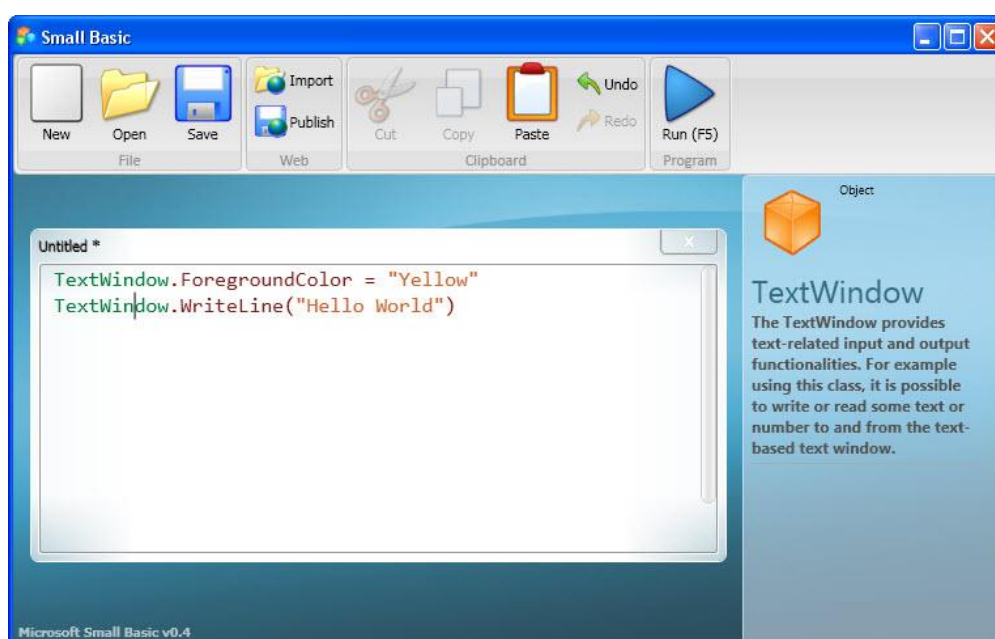 Small Basic
New
Open
Save
File
Import
Publish
Web
Cut
Copy
Paste
Undo
Redo
Clipboard
Run (F5)
Program
Untitled *
X
TextWindow.ForegroundColor = "Yellow"
TextWindow.WriteLine("Hello World")
Object
TextWindow
The TextWindow provides
text-related input and output
functionalities. For example
using this class, it is possible
to write or read some text or
number to and from the text-
based text window.
Microsoft Small Basic v0.4